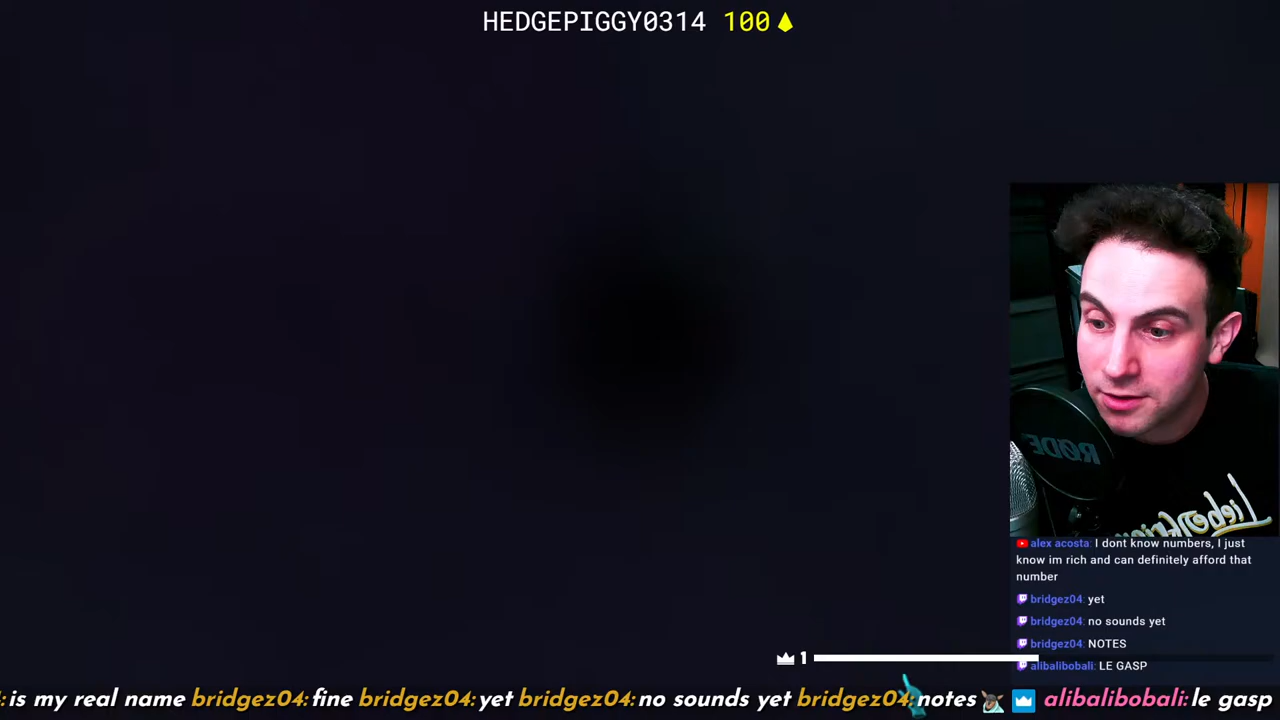 HEDGEPIGGY0314 100
RØDE
Lieben
alex acosta: I dont know numbers, I just
know im rich and can definitely afford that
number
bridgez04: yet
bridgez04: no sounds yet
bridgez04: NOTES
alibalibobali: LE GASP
1
: is my real name bridgez04: fine bridgez04: yet bridgez04: no sounds yet bridgez04: notes alibalibobali: le gasp